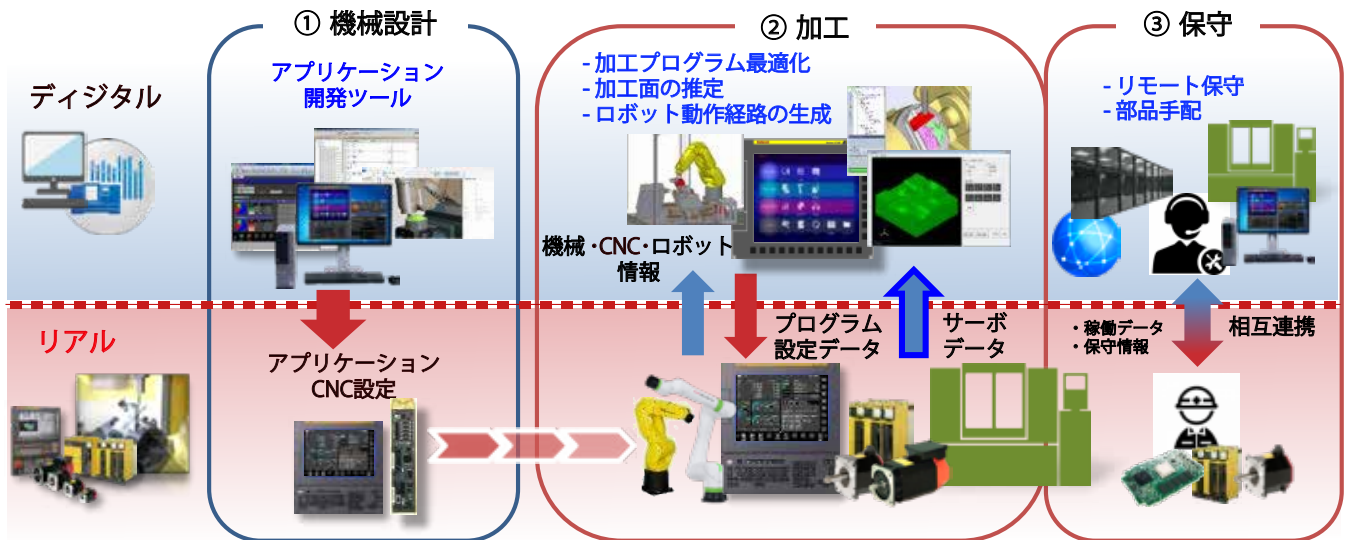 ① 機械設計
② 加工
③ 保守
ディジタル
アプリケーション
開発ツール
- 加工プログラム最適化
- 加工面の推定
- ロボット動作経路の生成
- リモート保守
- 部品手配
機械・CNC・ロボット
情報
リアル
アプリケーション
CNC設定
プログラム
設定データ
サーボ
データ
・稼働データ
・保守情報
相互連携